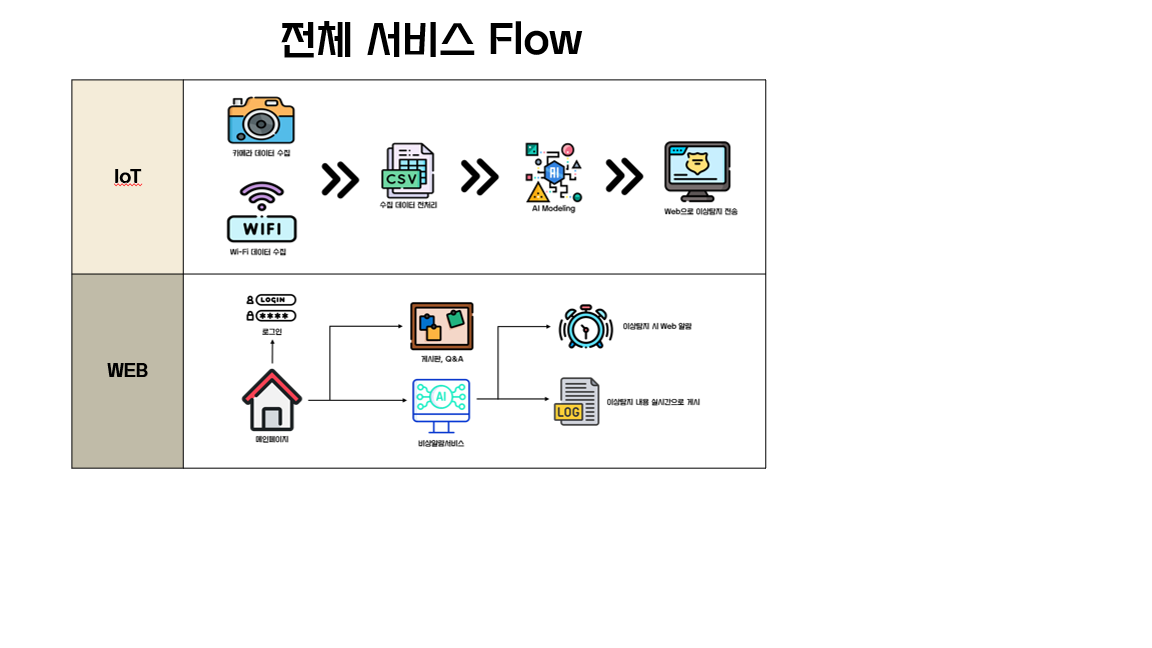 전체 서비스 Flow
IoT
카메라 데이터 수집
WIFI
Wi-Fi 데이터 수집
CSV
수집 데이터 전처리
AI
AI Modeling
Web으로 이상탐지 전송
WEB
LOGIN
****
로그인
메인페이지
게시판, Q&A
AI
비상알람서비스
이상탐지 시 Web 알람
LOG
이상탐지 내용 실시간으로 게시